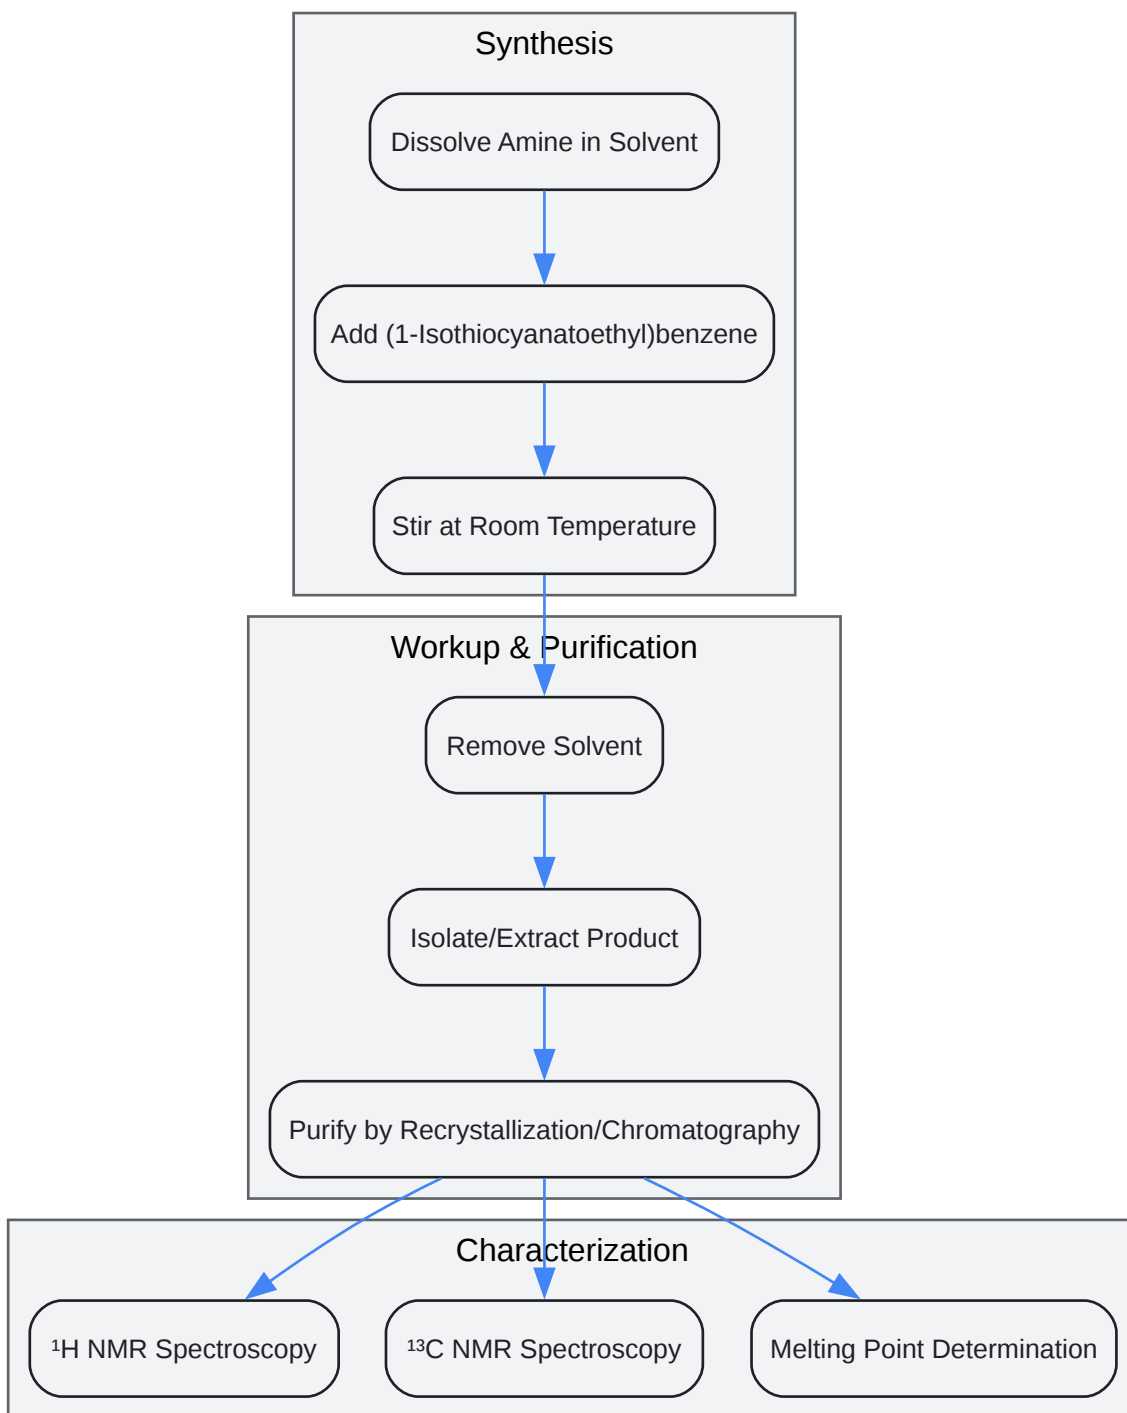 Synthesis
Dissolve Amine in Solvent
Add (1-Isothiocyanatoethyl)benzene
Stir at Room Temperature
Workup & Purification
Remove Solvent
Isolate/Extract Product
Purify by Recrystallization/Chromatography
Characterization
¹H NMR Spectroscopy
¹³C NMR Spectroscopy
Melting Point Determination